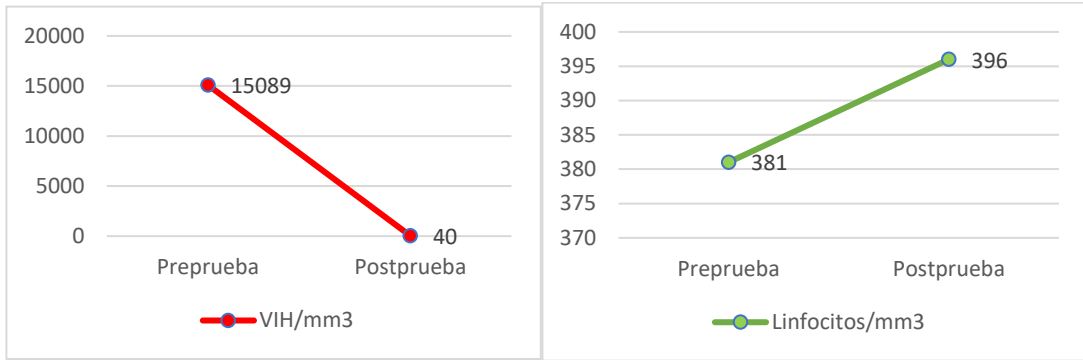 20000
15000
10000
5000
0
15089
40
Preprueba
Postprueba
VIH/mm3
400
395
390
385
380
375
370
381
396
Preprueba
Postprueba
Linfocitos/mm3